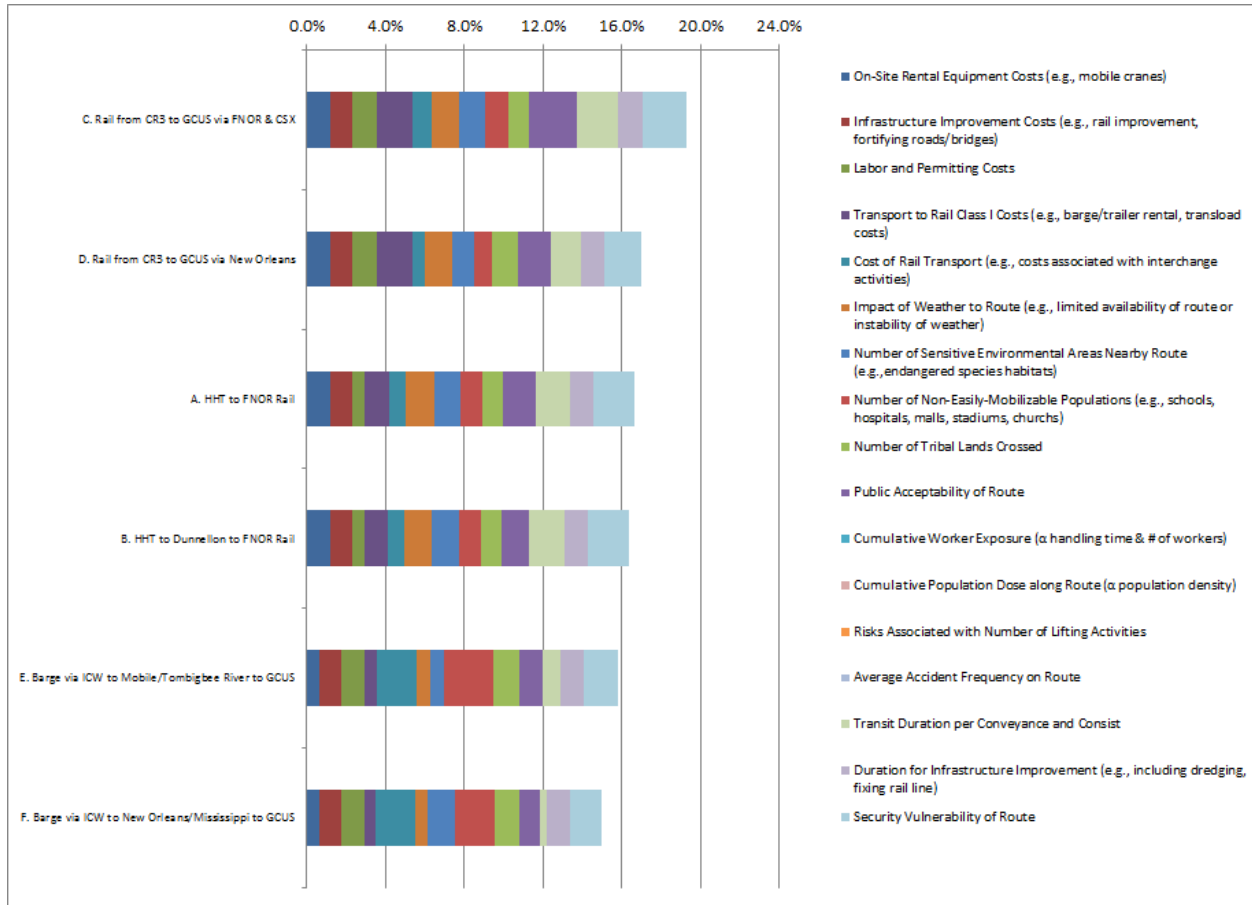 0.0% 4.0% 8.0% 12.0% 16.0% 20.0% 24.0%
C. Rail from CR3 to GCUS via FNOR & CSX
D. Rail from CR3 to GCUS via New Orleans
A. HHT to FNOR Rail
B. HHT to Dunnellon to FNOR Rail
E. Barge via ICW to Mobile/Tombigbee River to GCUS
F. Barge via ICW to New Orleans/Mississippi to GCUS
On-Site Rental Equipment Costs (e.g., mobile cranes)
Infrastructure Improvement Costs (e.g., rail improvement,
fortifying roads/bridges)
Labor and Permitting Costs
Transport to Rail Class I Costs (e.g., barge/trailer rental, transload
costs)
Cost of Rail Transport (e.g., costs associated with interchange
activities)
Impact of Weather to Route (e.g., limited availability of route or
instability of weather)
Number of Sensitive Environmental Areas Nearby Route
(e.g.,endangered species habitats)
Number of Non-Easily-Mobilizable Populations (e.g., schools,
hospitals, malls, stadiums, churchs)
Number of Tribal Lands Crossed
Public Acceptability of Route
Cumulative Worker Exposure (α handling time & # of workers)
Cumulative Population Dose along Route (α population density)
Risks Associated with Number of Lifting Activities
Average Accident Frequency on Route
Transit Duration per Conveyance and Consist
Duration for Infrastructure Improvement (e.g., including dredging,
fixing rail line)
Security Vulnerability of Route